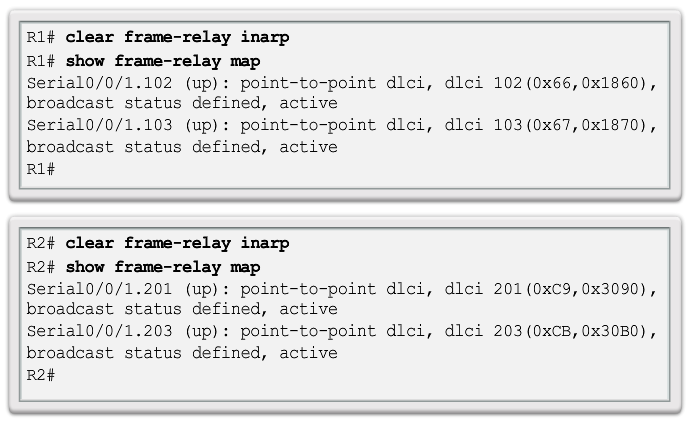 R1# clear frame-relay inarp
R1# show frame-relay map
Serial0/0/1.102 (up): point-to-point dlci, dlci 102(0x66,0x1860),
broadcast status defined, active
Serial0/0/1.103 (up): point-to-point dlci, dlci 103(0x67,0x1870),
broadcast status defined, active
R1#
R2# clear frame-relay inarp
R2# show frame-relay map
Serial0/0/1.201 (up): point-to-point dlci, dlci 201(0xC9,0x3090),
broadcast status defined, active
Serial0/0/1.203 (up): point-to-point dlci, dlci 203(0xCB,0x30B0),
broadcast status defined, active
R2#